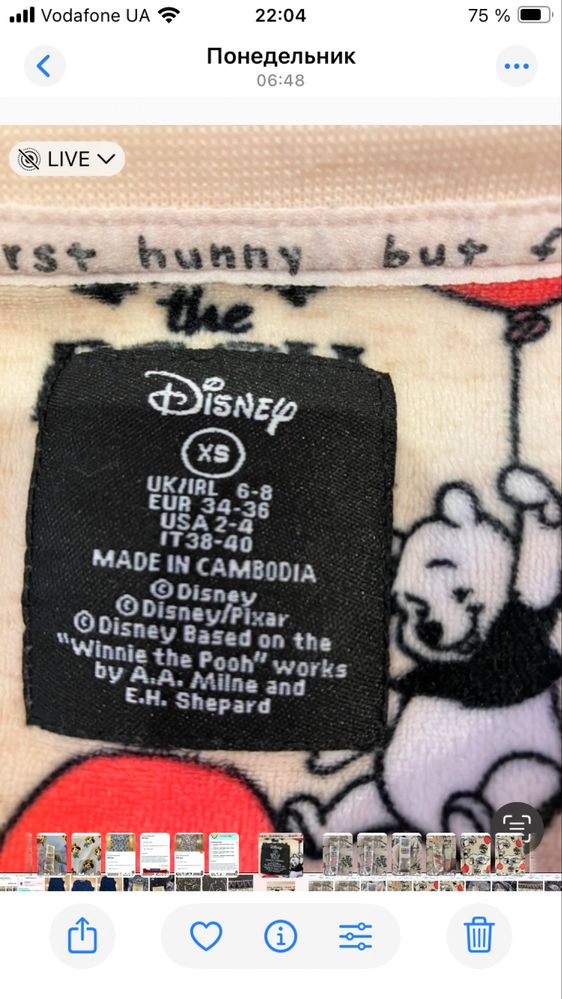 Vodafone UA 22:04 75 %
Понедельник
06:48
LIVE
rst hunny but f
the
Disney
XS
UK/IRL 6-8
EUR 34-36
USA 2-4
IT38-40
MADE IN CAMBODIA
©Disney
©Disney/Pixar
©Disney Based on the
"Winnie the Pooh" works
by A.A. Milne and
E.H. Shepard